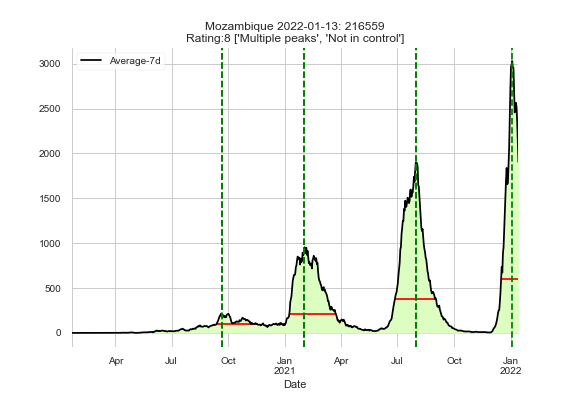 Mozambique 2022-01-13: 216559
Rating:8 ['Multiple peaks', 'Not in control']
Average-7d
3000
2500
2000
1500
1000
500
0
Apr Jul Oct Jan Apr Jul Oct Jan
2021 2022
Date